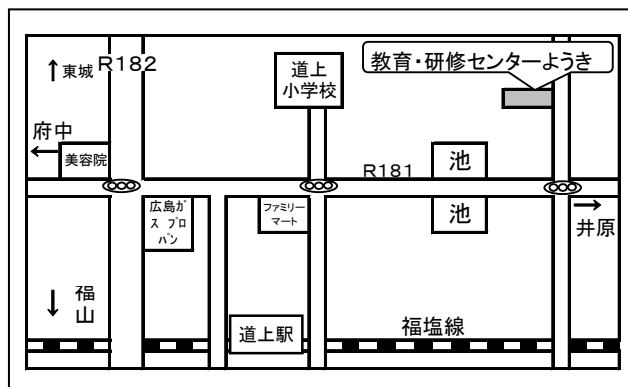 ↑東城
R182
道上
小学校
教育・研修センターようき
府中
←
美容院
R181
池
広島ガ
ス プロ
パン
ファミリー
マート
池
→
井原
↓福
山
道上駅
福塩線